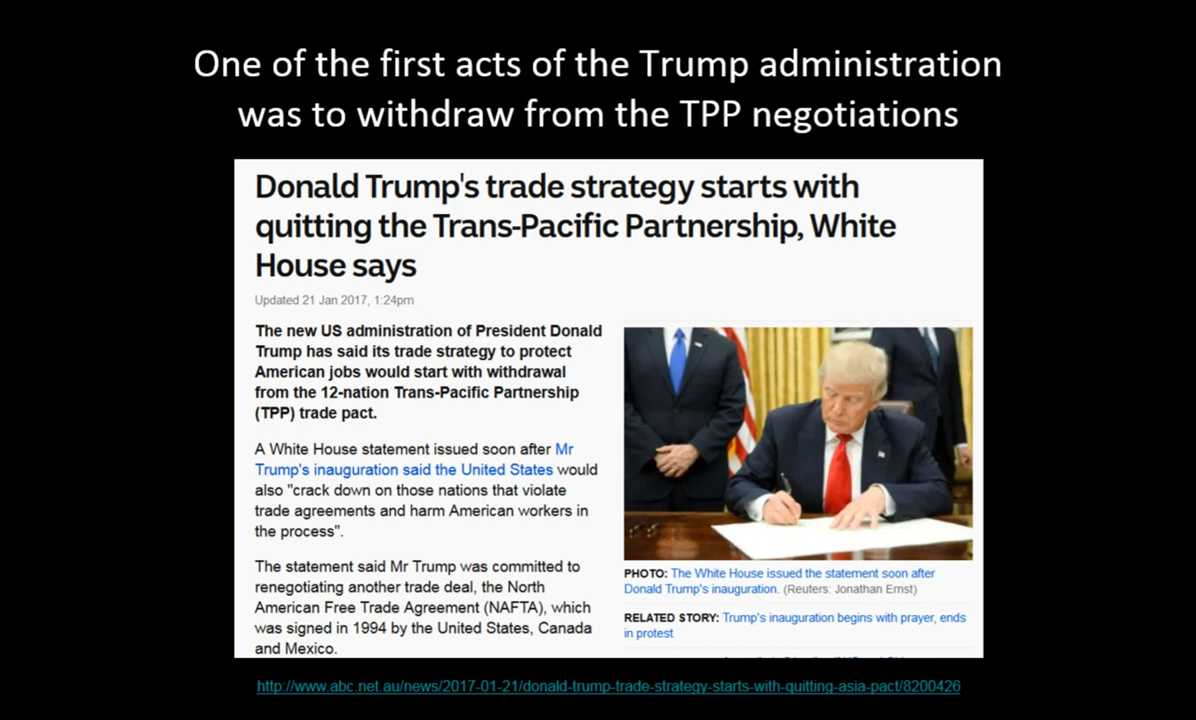 One of the first acts of the Trump administration
was to withdraw from the TPP negotiations
Donald Trump's trade strategy starts with
quitting the Trans-Pacific Partnership, White
House says
Updated 21 Jan 2017, 1:24pm
The new US administration of President Donald
Trump has said its trade strategy to protect
American jobs would start with withdrawal
from the 12-nation Trans-Pacific Partnership
(TPP) trade pact.
A White House statement issued soon after Mr
Trump's inauguration said the United States would
also "crack down on those nations that violate
trade agreements and harm American workers in
the process".
The statement said Mr Trump was committed to
renegotiating another trade deal, the North
American Free Trade Agreement (NAFTA), which
was signed in 1994 by the United States, Canada
and Mexico.
PHOTO: The White House issued the statement soon after
Donald Trump's inauguration. (Reuters: Jonathan Ernst)
RELATED STORY: Trump's inauguration begins with prayer, ends
in protest
http://www.abc.net.au/news/2017-01-21/donald-trump-trade-strategy-starts-with-quitting-asia-pact/8200426